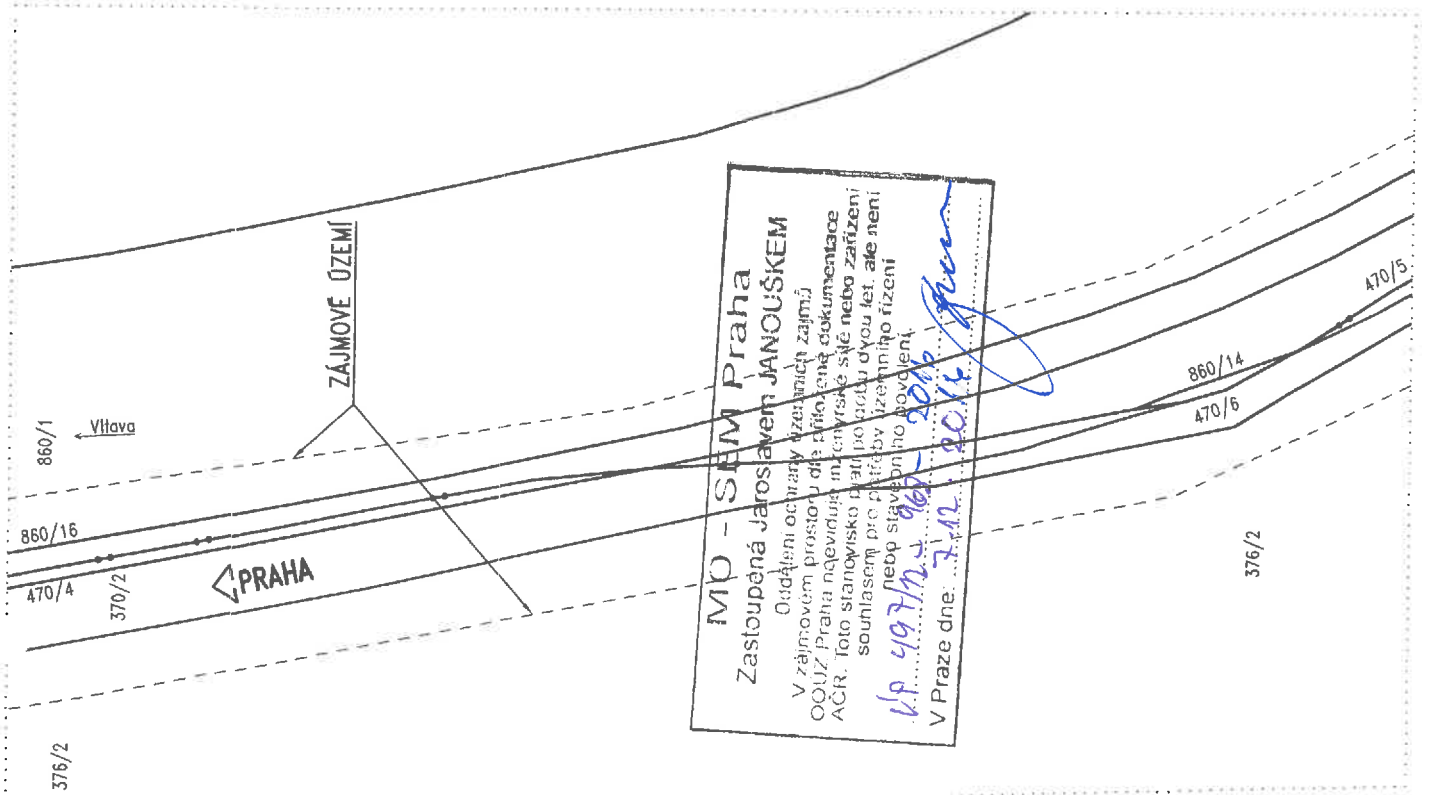 860/1
Vltava
ZÁJMOVÉ ÚZEMÍ
860/16
470/4
370/2
PRAHA
376/2
MO - SEM Praha
Zastoupená Jaroslavem JANOUŠKEM
Oddělení ochrany územních zájmů
V zájmovém prostoru dle přiložené dokumentace
OOÚZ Praha neeviduje inženýrské sítě nebo zařízení
AČR. Toto stanovisko platí po dobu dvou let, ale není
souhlasem pro potřeby územního řízení
nebo stavebního povolení.
2016
V Praze dne: 7.12.2016
860/14
470/6
470/5
376/2